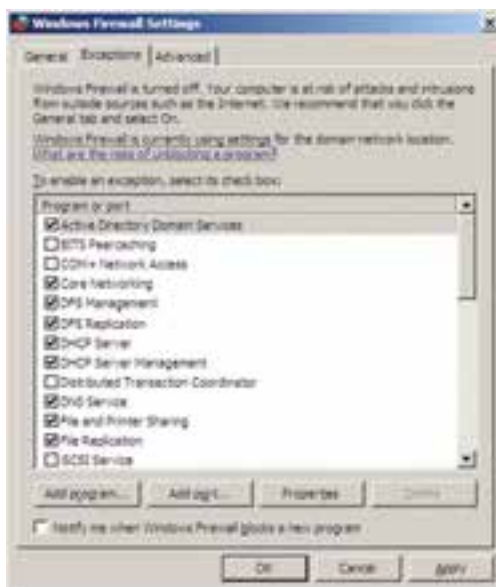 Windows Firewall Settings
General Exceptions Advanced
Windows Firewall is turned off. Your computer is at risk of attacks and intrusions
from outside sources such as the Internet. We recommend that you click the
General tab and select On.
Windows Firewall is currently using settings for the domain network location.
What are the risks of unblocking a program?
To enable an exception, select its check box:
Program or port
Active Directory Domain Services
BITS Peercaching
COM+ Network Access
Core Networking
DFS Management
DFS Replication
DHCP Server
DHCP Server Management
Distributed Transaction Coordinator
DNS Service
File and Printer Sharing
File Replication
iSCSI Service
Add program... Add port... Properties Delete
Notify me when Windows Firewall blocks a new program
OK Cancel Apply